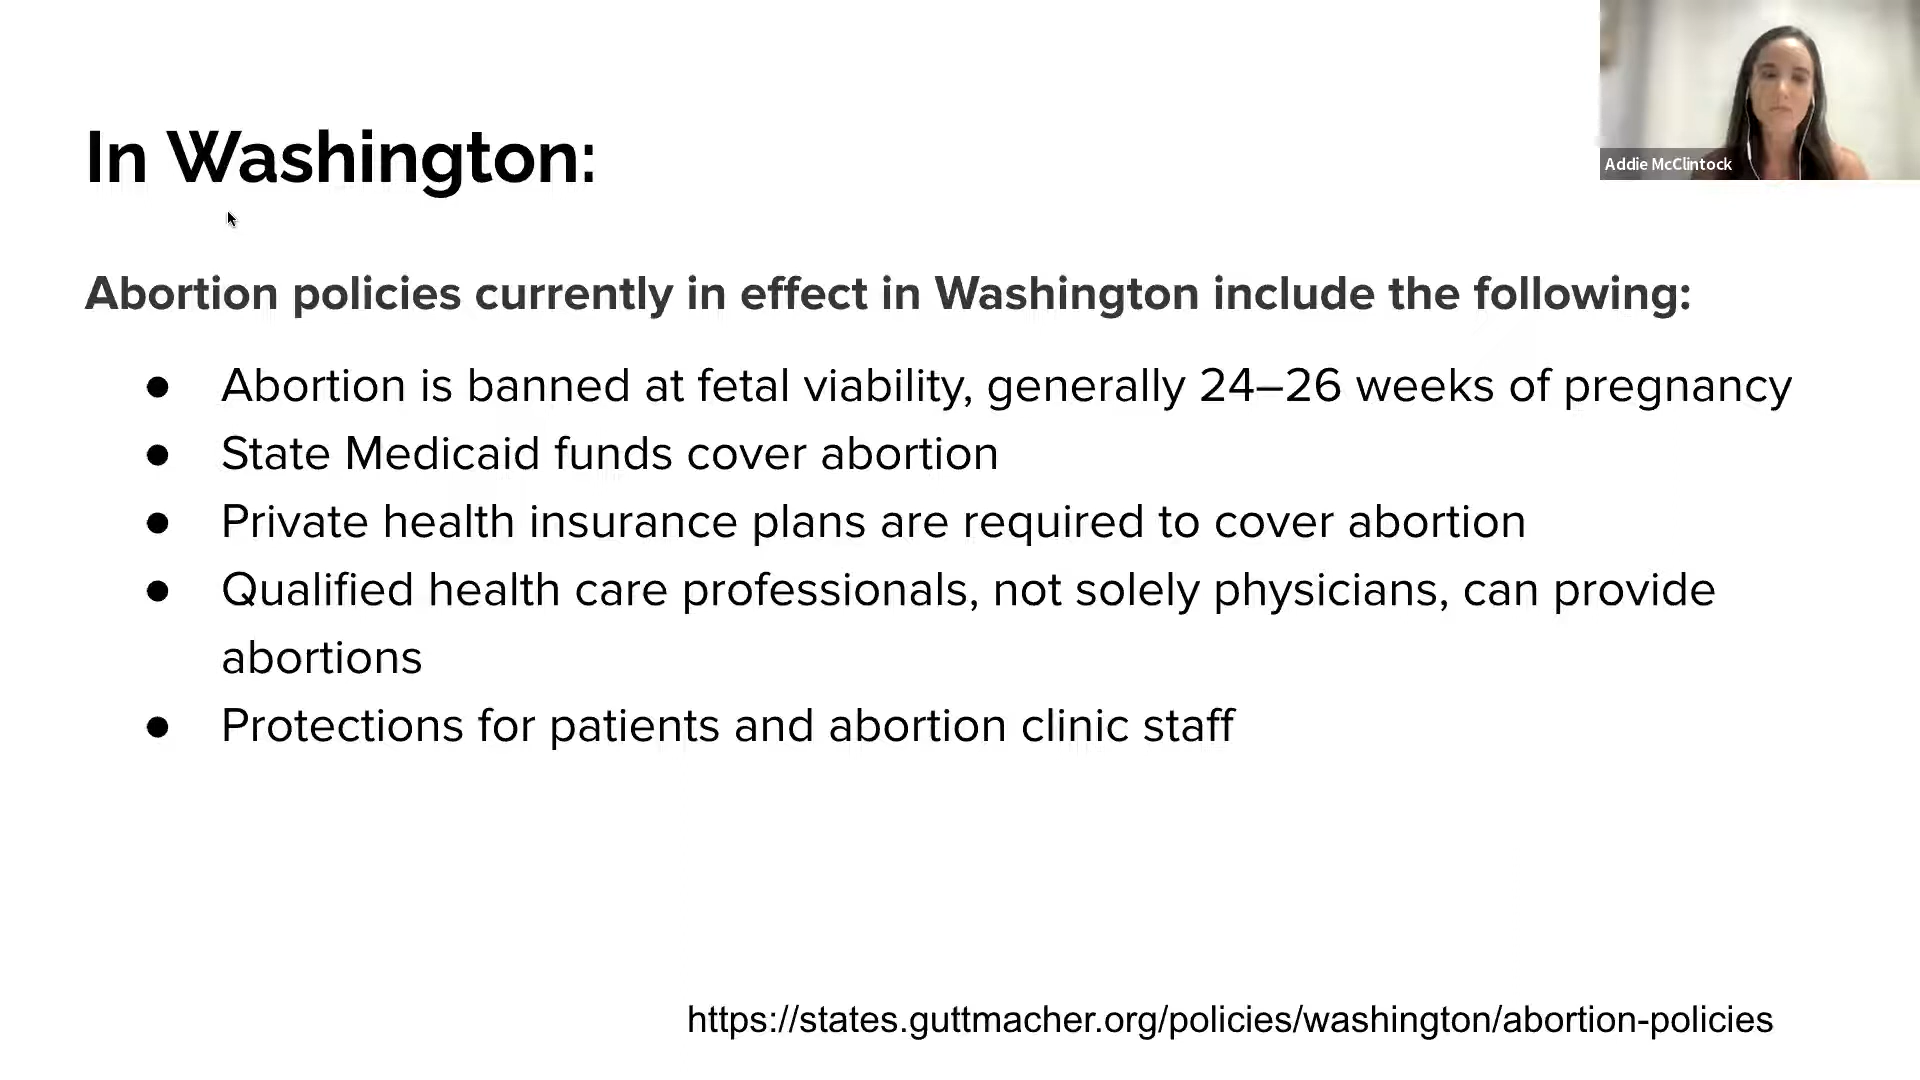 In Washington:
Addie McClintock
Abortion policies currently in effect in Washington include the following:
● Abortion is banned at fetal viability, generally 24–26 weeks of pregnancy
● State Medicaid funds cover abortion
● Private health insurance plans are required to cover abortion
● Qualified health care professionals, not solely physicians, can provide
abortions
● Protections for patients and abortion clinic staff
https://states.guttmacher.org/policies/washington/abortion-policies